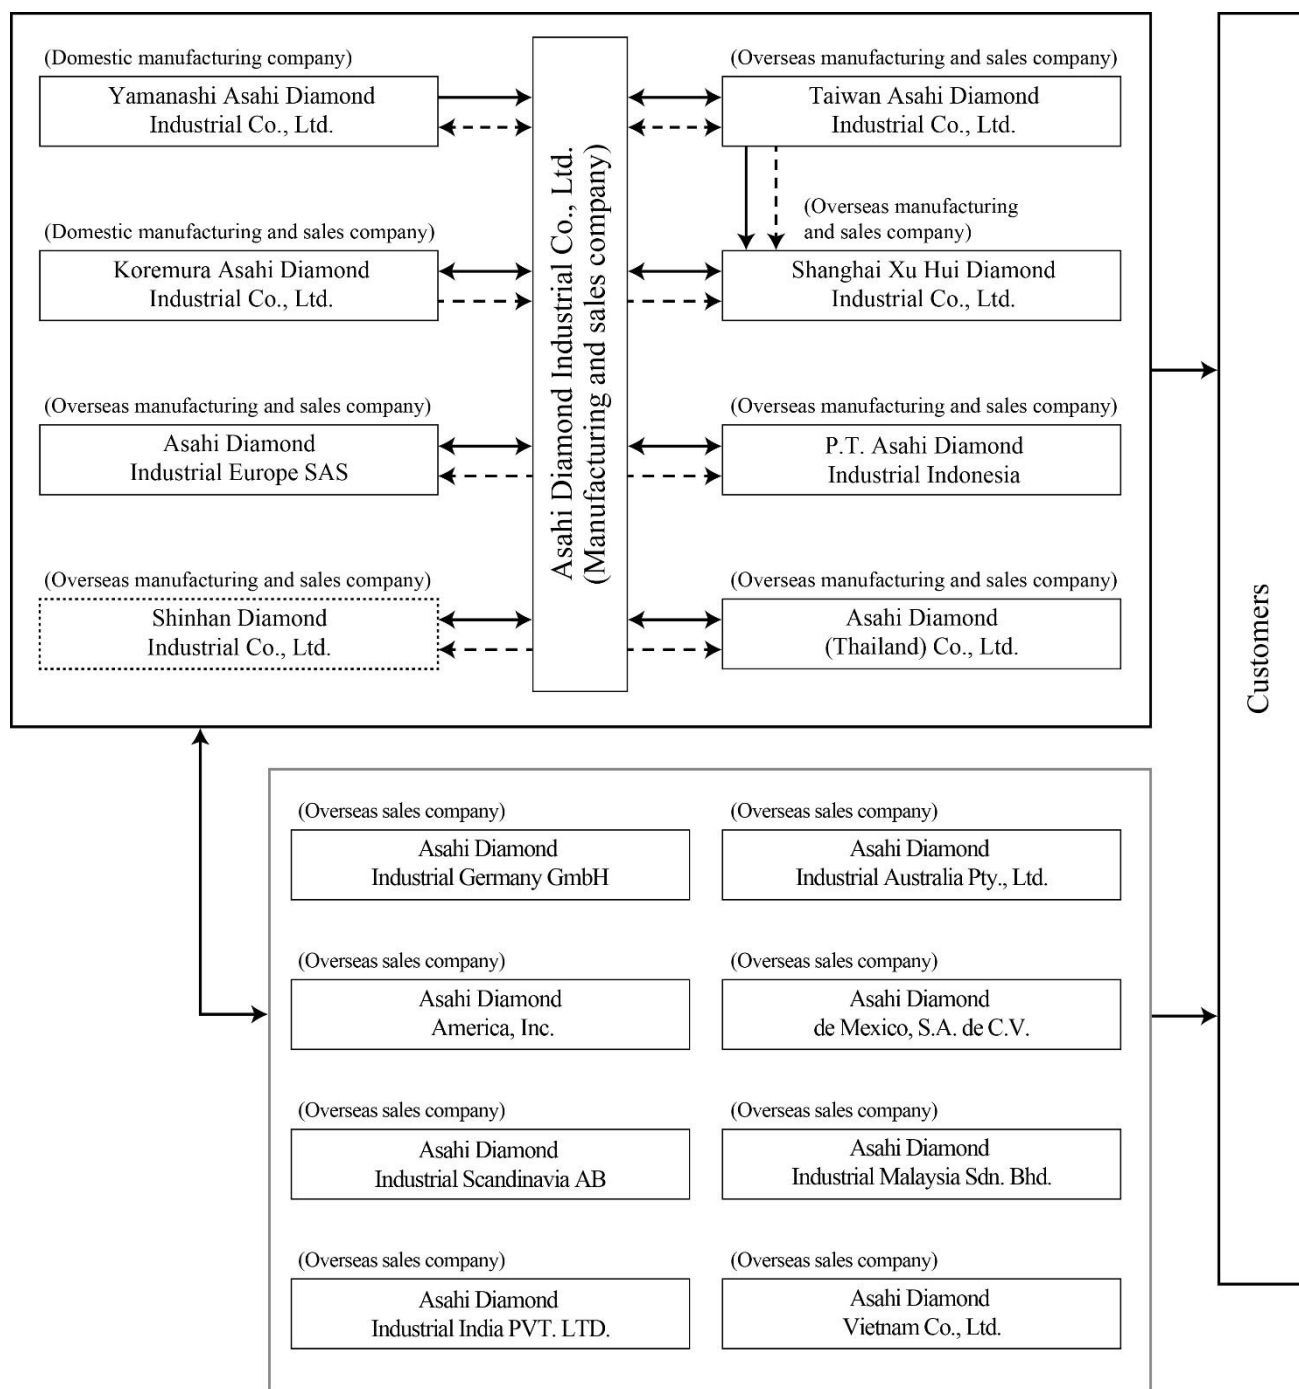 (Domestic manufacturing company)
Yamanashi Asahi Diamond
Industrial Co., Ltd.
(Domestic manufacturing and sales company)
Koremura Asahi Diamond
Industrial Co., Ltd.
(Overseas manufacturing and sales company)
Asahi Diamond
Industrial Europe SAS
(Overseas manufacturing and sales company)
Shinhan Diamond
Industrial Co., Ltd.
Asahi Diamond Industrial Co., Ltd.
(Manufacturing and sales company)
(Overseas manufacturing and sales company)
Taiwan Asahi Diamond
Industrial Co., Ltd.
(Overseas manufacturing
and sales company)
Shanghai Xu Hui Diamond
Industrial Co., Ltd.
(Overseas manufacturing and sales company)
P.T. Asahi Diamond
Industrial Indonesia
(Overseas manufacturing and sales company)
Asahi Diamond
(Thailand) Co., Ltd.
Customers
(Overseas sales company)
Asahi Diamond
Industrial Germany GmbH
(Overseas sales company)
Asahi Diamond
Industrial Australia Pty., Ltd.
(Overseas sales company)
Asahi Diamond
America, Inc.
(Overseas sales company)
Asahi Diamond
de Mexico, S.A. de C.V.
(Overseas sales company)
Asahi Diamond
Industrial Scandinavia AB
(Overseas sales company)
Asahi Diamond
Industrial Malaysia Sdn. Bhd.
(Overseas sales company)
Asahi Diamond
Industrial India PVT. LTD.
(Overseas sales company)
Asahi Diamond
Vietnam Co., Ltd.